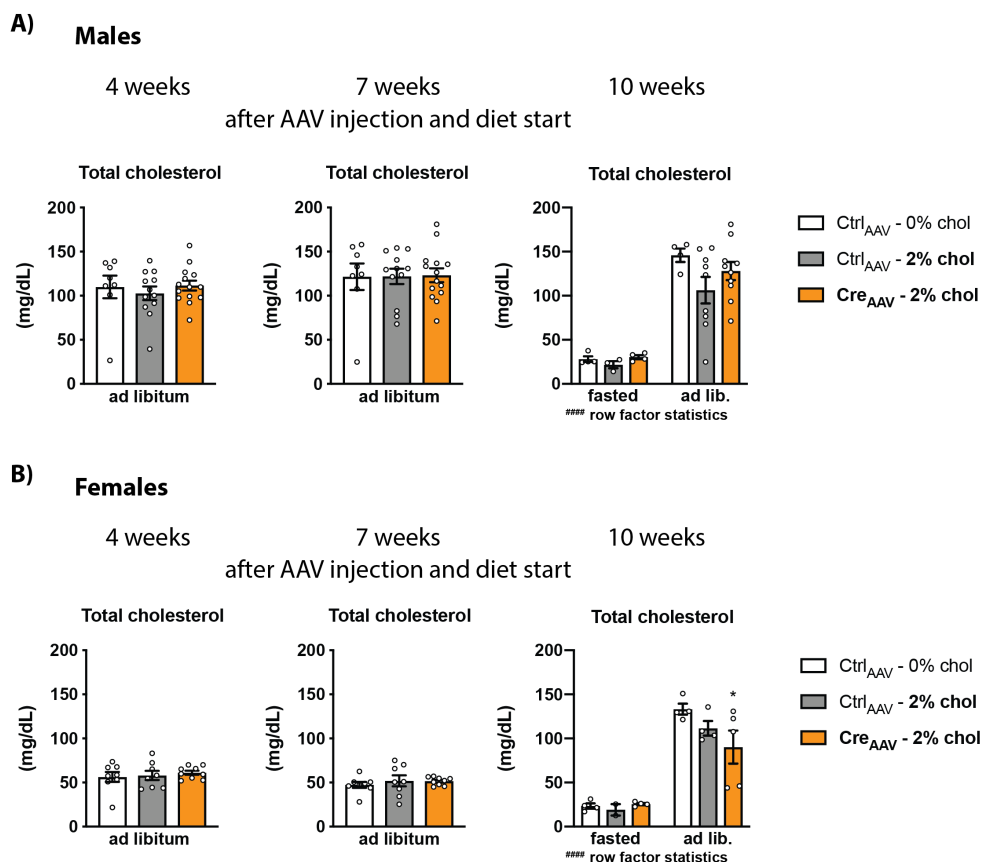 A)
Males
4 weeks 7 weeks 10 weeks
after AAV injection and diet start
Total cholesterol Total cholesterol Total cholesterol
200 200 200
150 150 150
100 100 100
50 50 50
0 0 0
(mg/dL) (mg/dL) (mg/dL)
ad libitum ad libitum fasted ad lib.
#### row factor statistics
CtrlAAV - 0% chol
CtrlAAV - 2% chol
CreAAV - 2% chol
B)
Females
4 weeks 7 weeks 10 weeks
after AAV injection and diet start
Total cholesterol Total cholesterol Total cholesterol
200 200 200
150 150 150
100 100 100
50 50 50
0 0 0
(mg/dL) (mg/dL) (mg/dL)
*
ad libitum ad libitum fasted ad lib.
#### row factor statistics
CtrlAAV - 0% chol
CtrlAAV - 2% chol
CreAAV - 2% chol